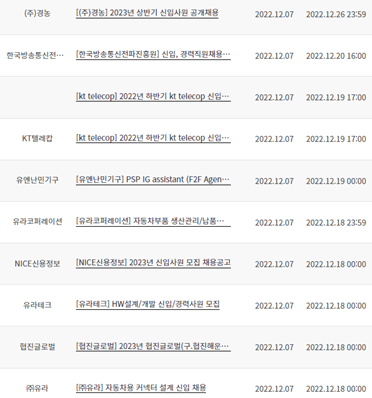 (주)경농 [(주)경농] 2023년 상반기 신입사원 공개채용 2022.12.07 2022.12.26 23:59
한국방송통신전… [한국방송통신전파진흥원] 신입, 경력직원채용… 2022.12.07 2022.12.20 16:00
[kt telecop] 2022년 하반기 kt telecop 신입… 2022.12.07 2022.12.19 17:00
KT텔레캅 [kt telecop] 2022년 하반기 kt telecop 신입… 2022.12.07 2022.12.19 17:00
유엔난민기구 [유엔난민기구] PSP IG assistant (F2F Agen… 2022.12.07 2022.12.19 00:00
유라코퍼레이션 [유라코퍼레이션] 자동차부품 생산관리/납품… 2022.12.07 2022.12.18 23:59
NICE신용정보 [NICE신용정보] 2023년 신입사원 모집 채용공고 2022.12.07 2022.12.18 00:00
유라테크 [유라테크] HW설계/개발 신입/경력사원 모집 2022.12.07 2022.12.18 00:00
협진글로벌 [협진글로벌] 2023년 협진글로벌(구.협진해운… 2022.12.07 2022.12.18 00:00
㈜유라 [㈜유라] 자동차용 커넥터 설계 신입 채용 2022.12.07 2022.12.18 00:00